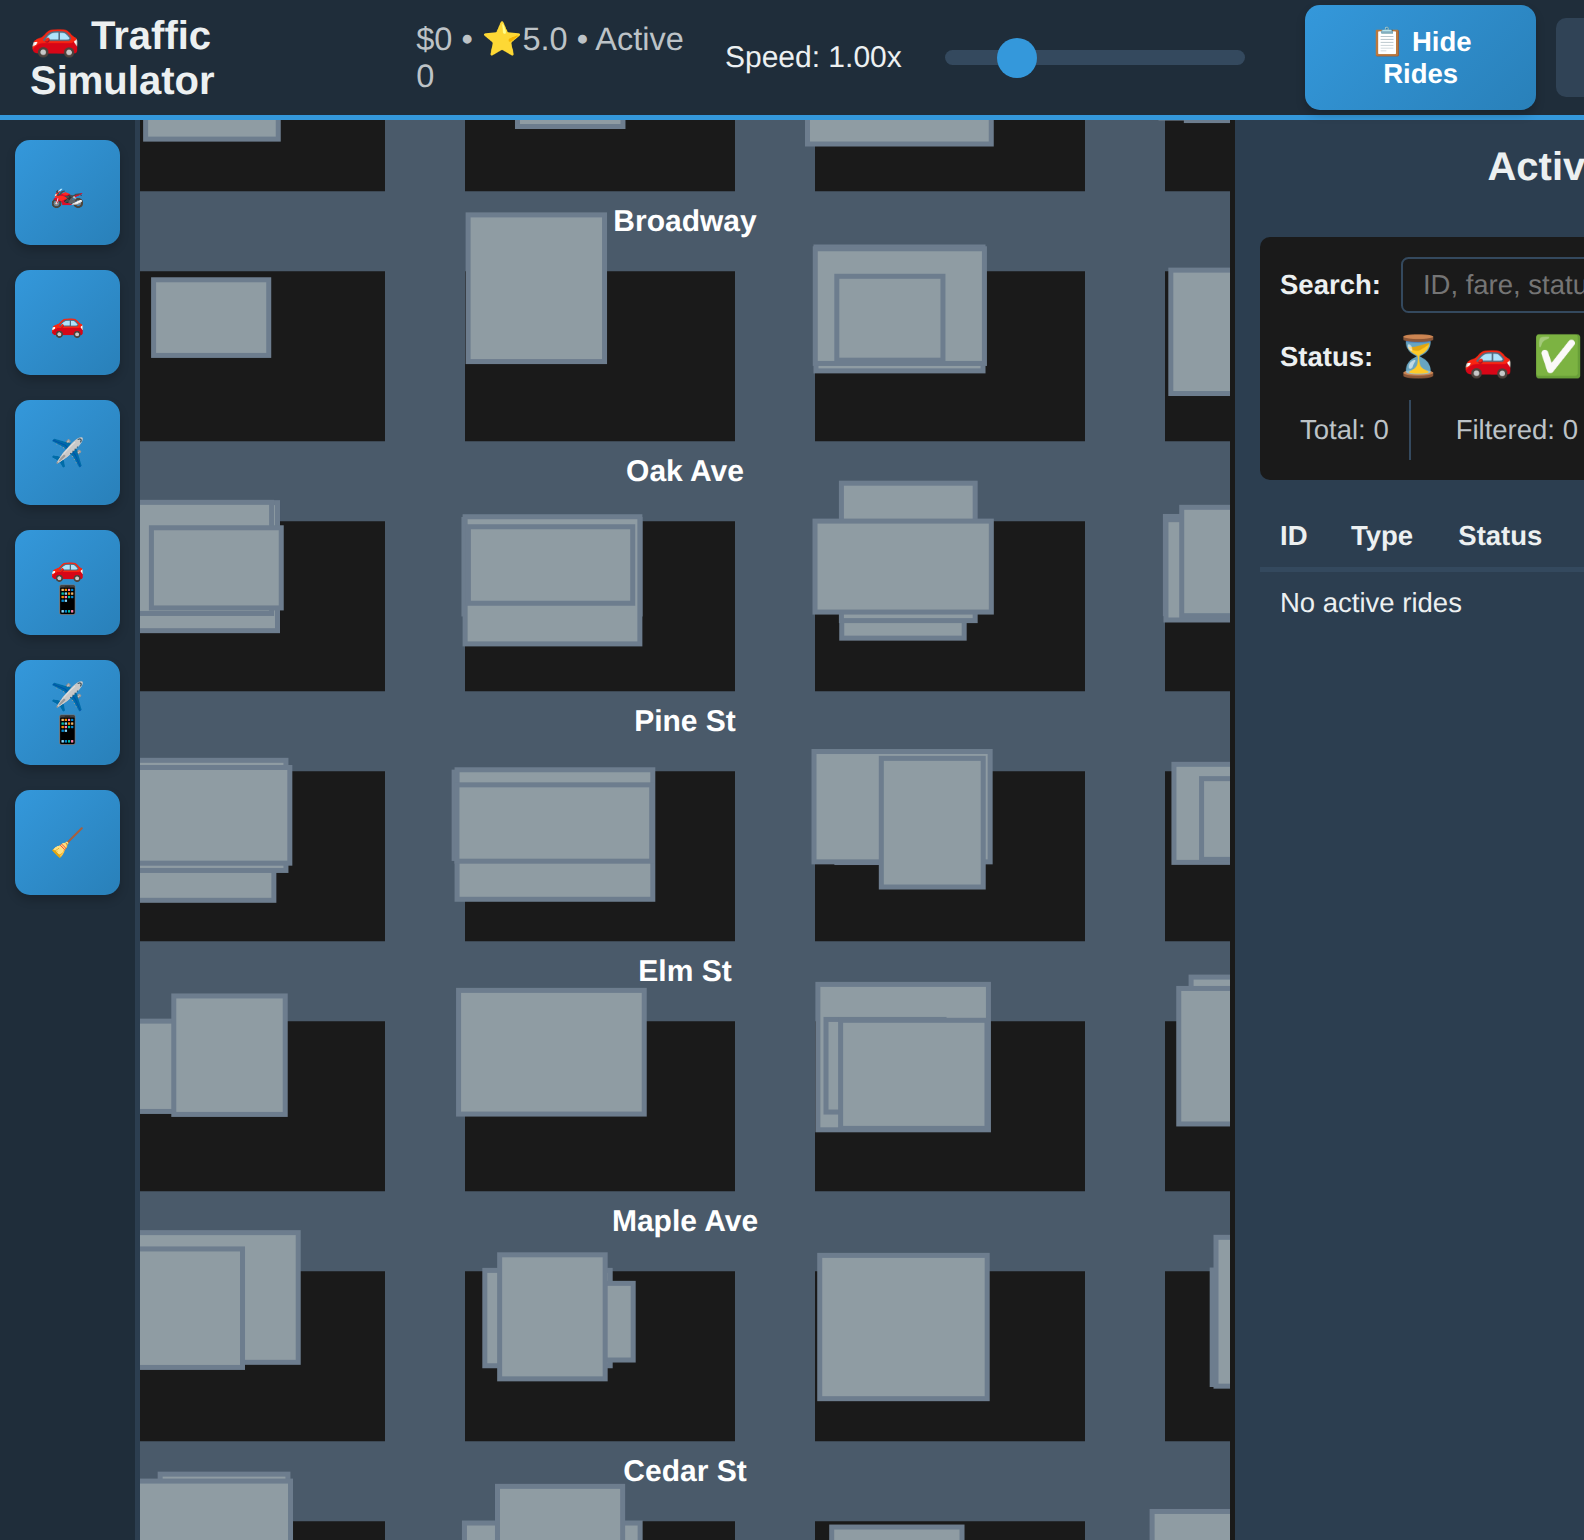 🚗 Traffic
Simulator
$0 • ⭐5.0 • Active
0
Speed: 1.00x
📋 Hide
Rides
Activ
Broadway
Search:
ID, fare, statu
Status: ⏳ 🚗 ✅
Total: 0
Filtered: 0
Oak Ave
ID Type Status
No active rides
Pine St
Elm St
Maple Ave
Cedar St